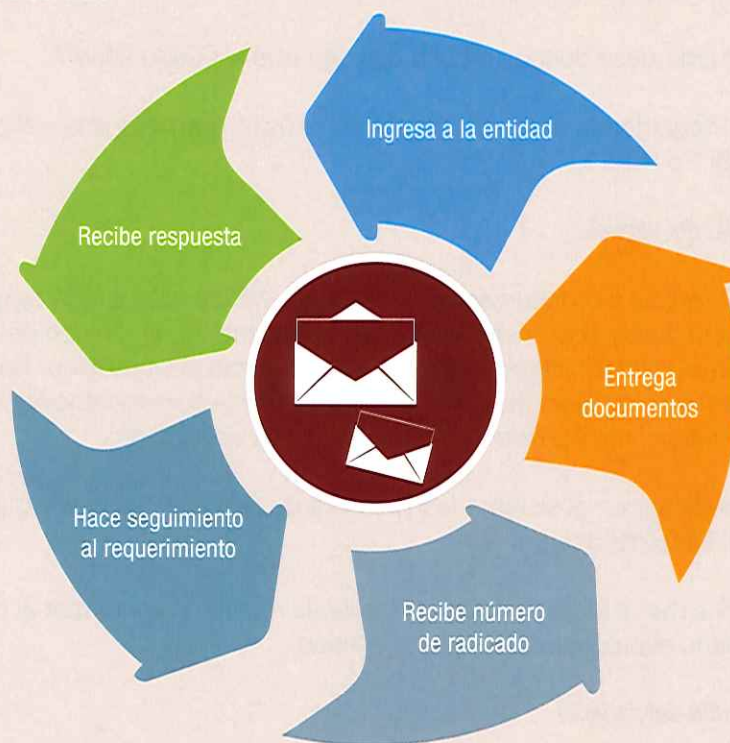 Ingresa a la entidad
Entrega
documentos
Recibe número
de radicado
Hace seguimiento
al requerimiento
Recibe respuesta